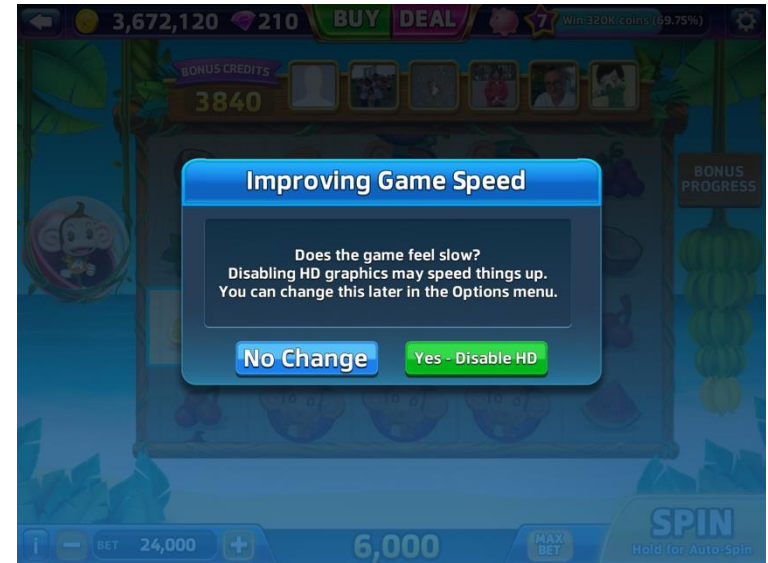 3,672,120
210
BUY
DEAL
7
Win 320K coins (69.75%)
BONUS CREDITS
3840
BONUS
PROGRESS
Improving Game Speed
Does the game feel slow?
Disabling HD graphics may speed things up.
You can change this later in the Options menu.
No Change
Yes - Disable HD
i
BET 24,000
6,000
MAX
BET
SPIN
Hold for Auto-Spin